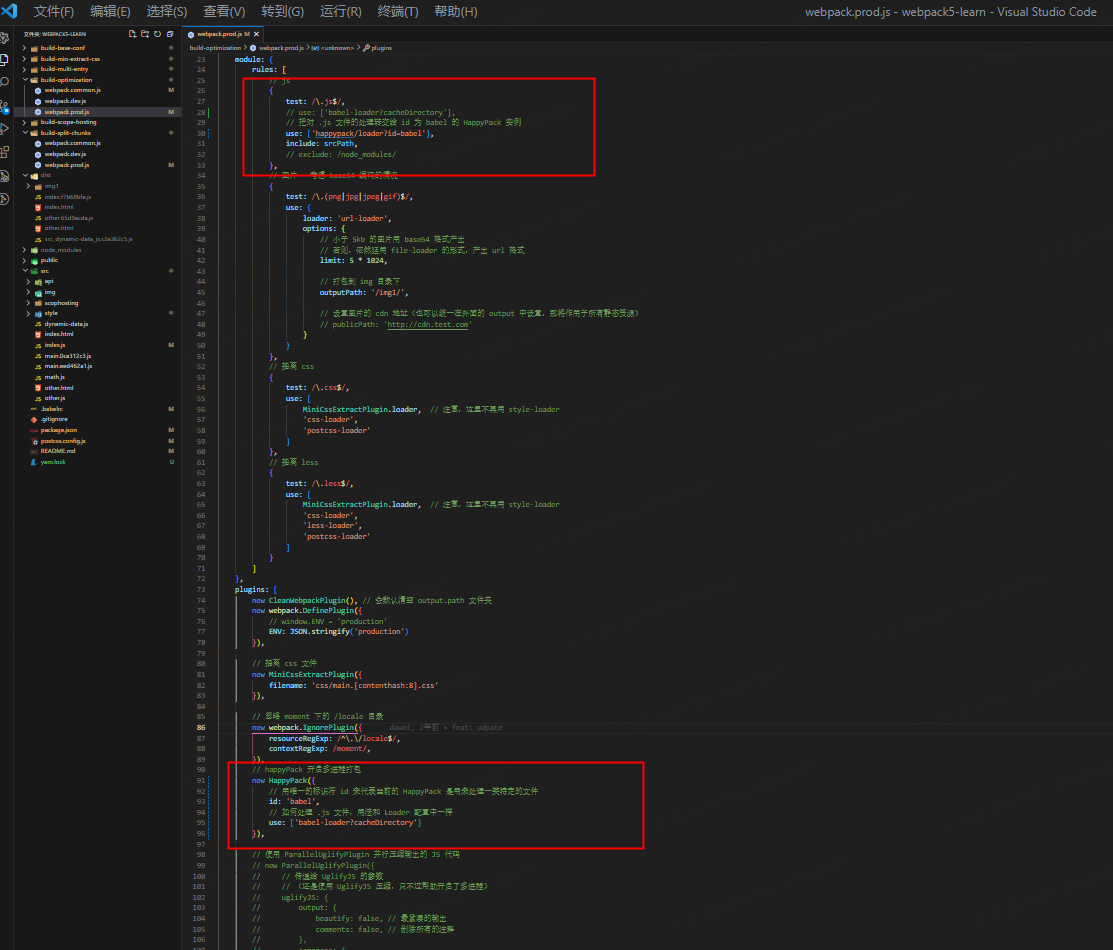 文件(F) 编辑(E) 选择(S) 查看(V) 转到(G) 运行(R) 终端(T) 帮助(H)
webpack.prod.js - webpack5-learn - Visual Studio Code
文件夹: WEBPACK5-LEARN
build-base-conf
build-min-extract-css
build-multi-entry
build-optimization
webpack.common.js M
webpack.dev.js
webpack.prod.js M
build-scope-hosting
build-split-chunks
webpack.common.js
webpack.dev.js
webpack.prod.js M
dist
img1
index.f7b68bfe.js
index.html
other.65d9acda.js
other.html
src_dynamic-data_js.c3a362c5.js
node_modules
public
src
api
img
scophosting
style
dynamic-data.js
index.html
index.js M
main.0ca312c3.js
main.eed462a1.js
math.js
other.html
other.js
.babelrc M
.gitignore
package.json M
postcss.config.js M
README.md M
yarn.lock U
webpack.prod.js M
build-optimization > webpack.prod.js > <unknown> > plugins
23 module: {
24 rules: [
25 // js
26 {
27 test: /\.js$/,
28 // use: ['babel-loader?cacheDirectory'],
29 // 把对 .js 文件的处理转交给 id 为 babel 的 HappyPack 实例
30 use: ['happypack/loader?id=babel'],
31 include: srcPath,
32 // exclude: /node_modules/
33 },
34 // 图片 - 考虑 base64 编码的情况
35 {
36 test: /\.(png|jpg|jpeg|gif)$/,
37 use: {
38 loader: 'url-loader',
39 options: {
40 // 小于 5kb 的图片用 base64 格式产出
41 // 否则，依然延用 file-loader 的形式，产出 url 格式
42 limit: 5 * 1024,
43
44 // 打包到 img 目录下
45 outputPath: '/img1/',
46
47 // 设置图片的 cdn 地址（也可以统一在外面的 output 中设置，那将作用于所有静态资源）
48 // publicPath: 'http://cdn.test.com'
49 }
50 }
51 },
52 // 抽离 css
53 {
54 test: /\.css$/,
55 use: [
56 MiniCssExtractPlugin.loader, // 注意，这里不再用 style-loader
57 'css-loader',
58 'postcss-loader'
59 ]
60 },
61 // 抽离 less
62 {
63 test: /\.less$/,
64 use: [
65 MiniCssExtractPlugin.loader, // 注意，这里不再用 style-loader
66 'css-loader',
67 'less-loader',
68 'postcss-loader'
69 ]
70 }
71 ]
72 },
73 plugins: [
74 new CleanWebpackPlugin(), // 会默认清空 output.path 文件夹
75 new webpack.DefinePlugin({
76 // window.ENV = 'production'
77 ENV: JSON.stringify('production')
78 }),
79
80 // 抽离 css 文件
81 new MiniCssExtractPlugin({
82 filename: 'css/main.[contenthash:8].css'
83 }),
84
85 // 忽略 moment 下的 /locale 目录
86 new webpack.IgnorePlugin({ dawei, 2年前 • feat: udpate
87 resourceRegExp: /^\.\/locale$/,
88 contextRegExp: /moment/,
89 }),
90 // happyPack 开启多进程打包
91 new HappyPack({
92 // 用唯一的标识符 id 来代表当前的 HappyPack 是用来处理一类特定的文件
93 id: 'babel',
94 // 如何处理 .js 文件，用法和 Loader 配置中一样
95 use: ['babel-loader?cacheDirectory']
96 }),
97
98 // 使用 ParallelUglifyPlugin 并行压缩输出的 JS 代码
99 // new ParallelUglifyPlugin({
100 // // 传递给 UglifyJS 的参数
101 // // （还是使用 UglifyJS 压缩，只不过帮助开启了多进程）
102 // uglifyJS: {
103 // output: {
104 // beautify: false, // 最紧凑的输出
105 // comments: false, // 删除所有的注释
106 // },